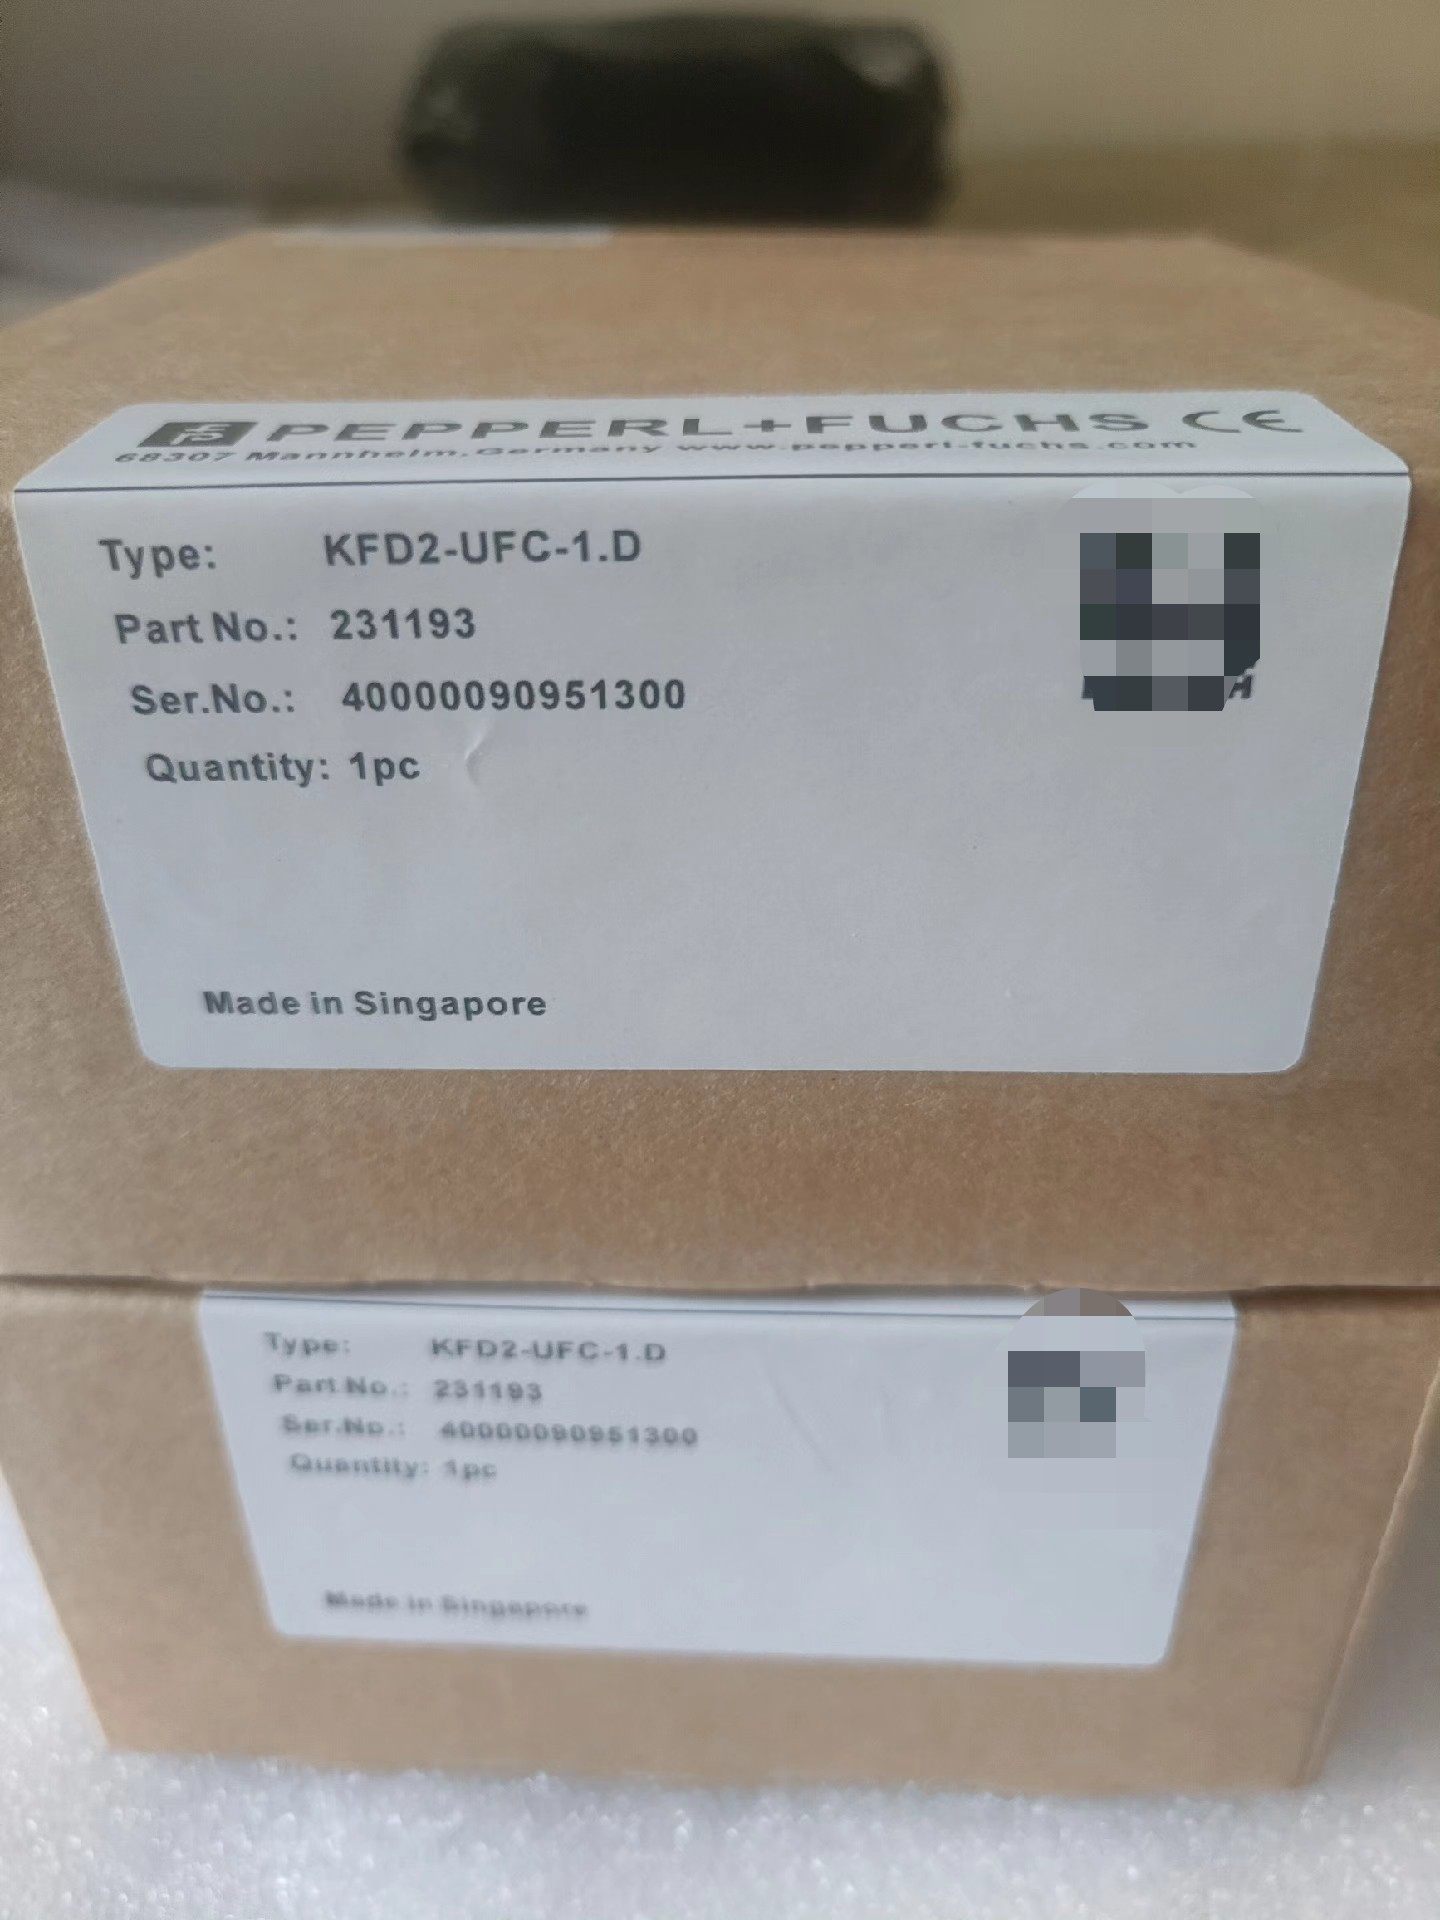 PEPPERL+FUCHS CE
68307 Mannheim.Germany www.pepperl-fuchs.com
Type: KFD2-UFC-1.D
Part No.: 231193
Ser.No.: 40000090951300
Quantity: 1pc
A
Made in Singapore
Type: KFD2-UFC-1.D
Part No.: 231193
Ser.No.: 40000090951300
Quantity: 1pc
Made in Singapore